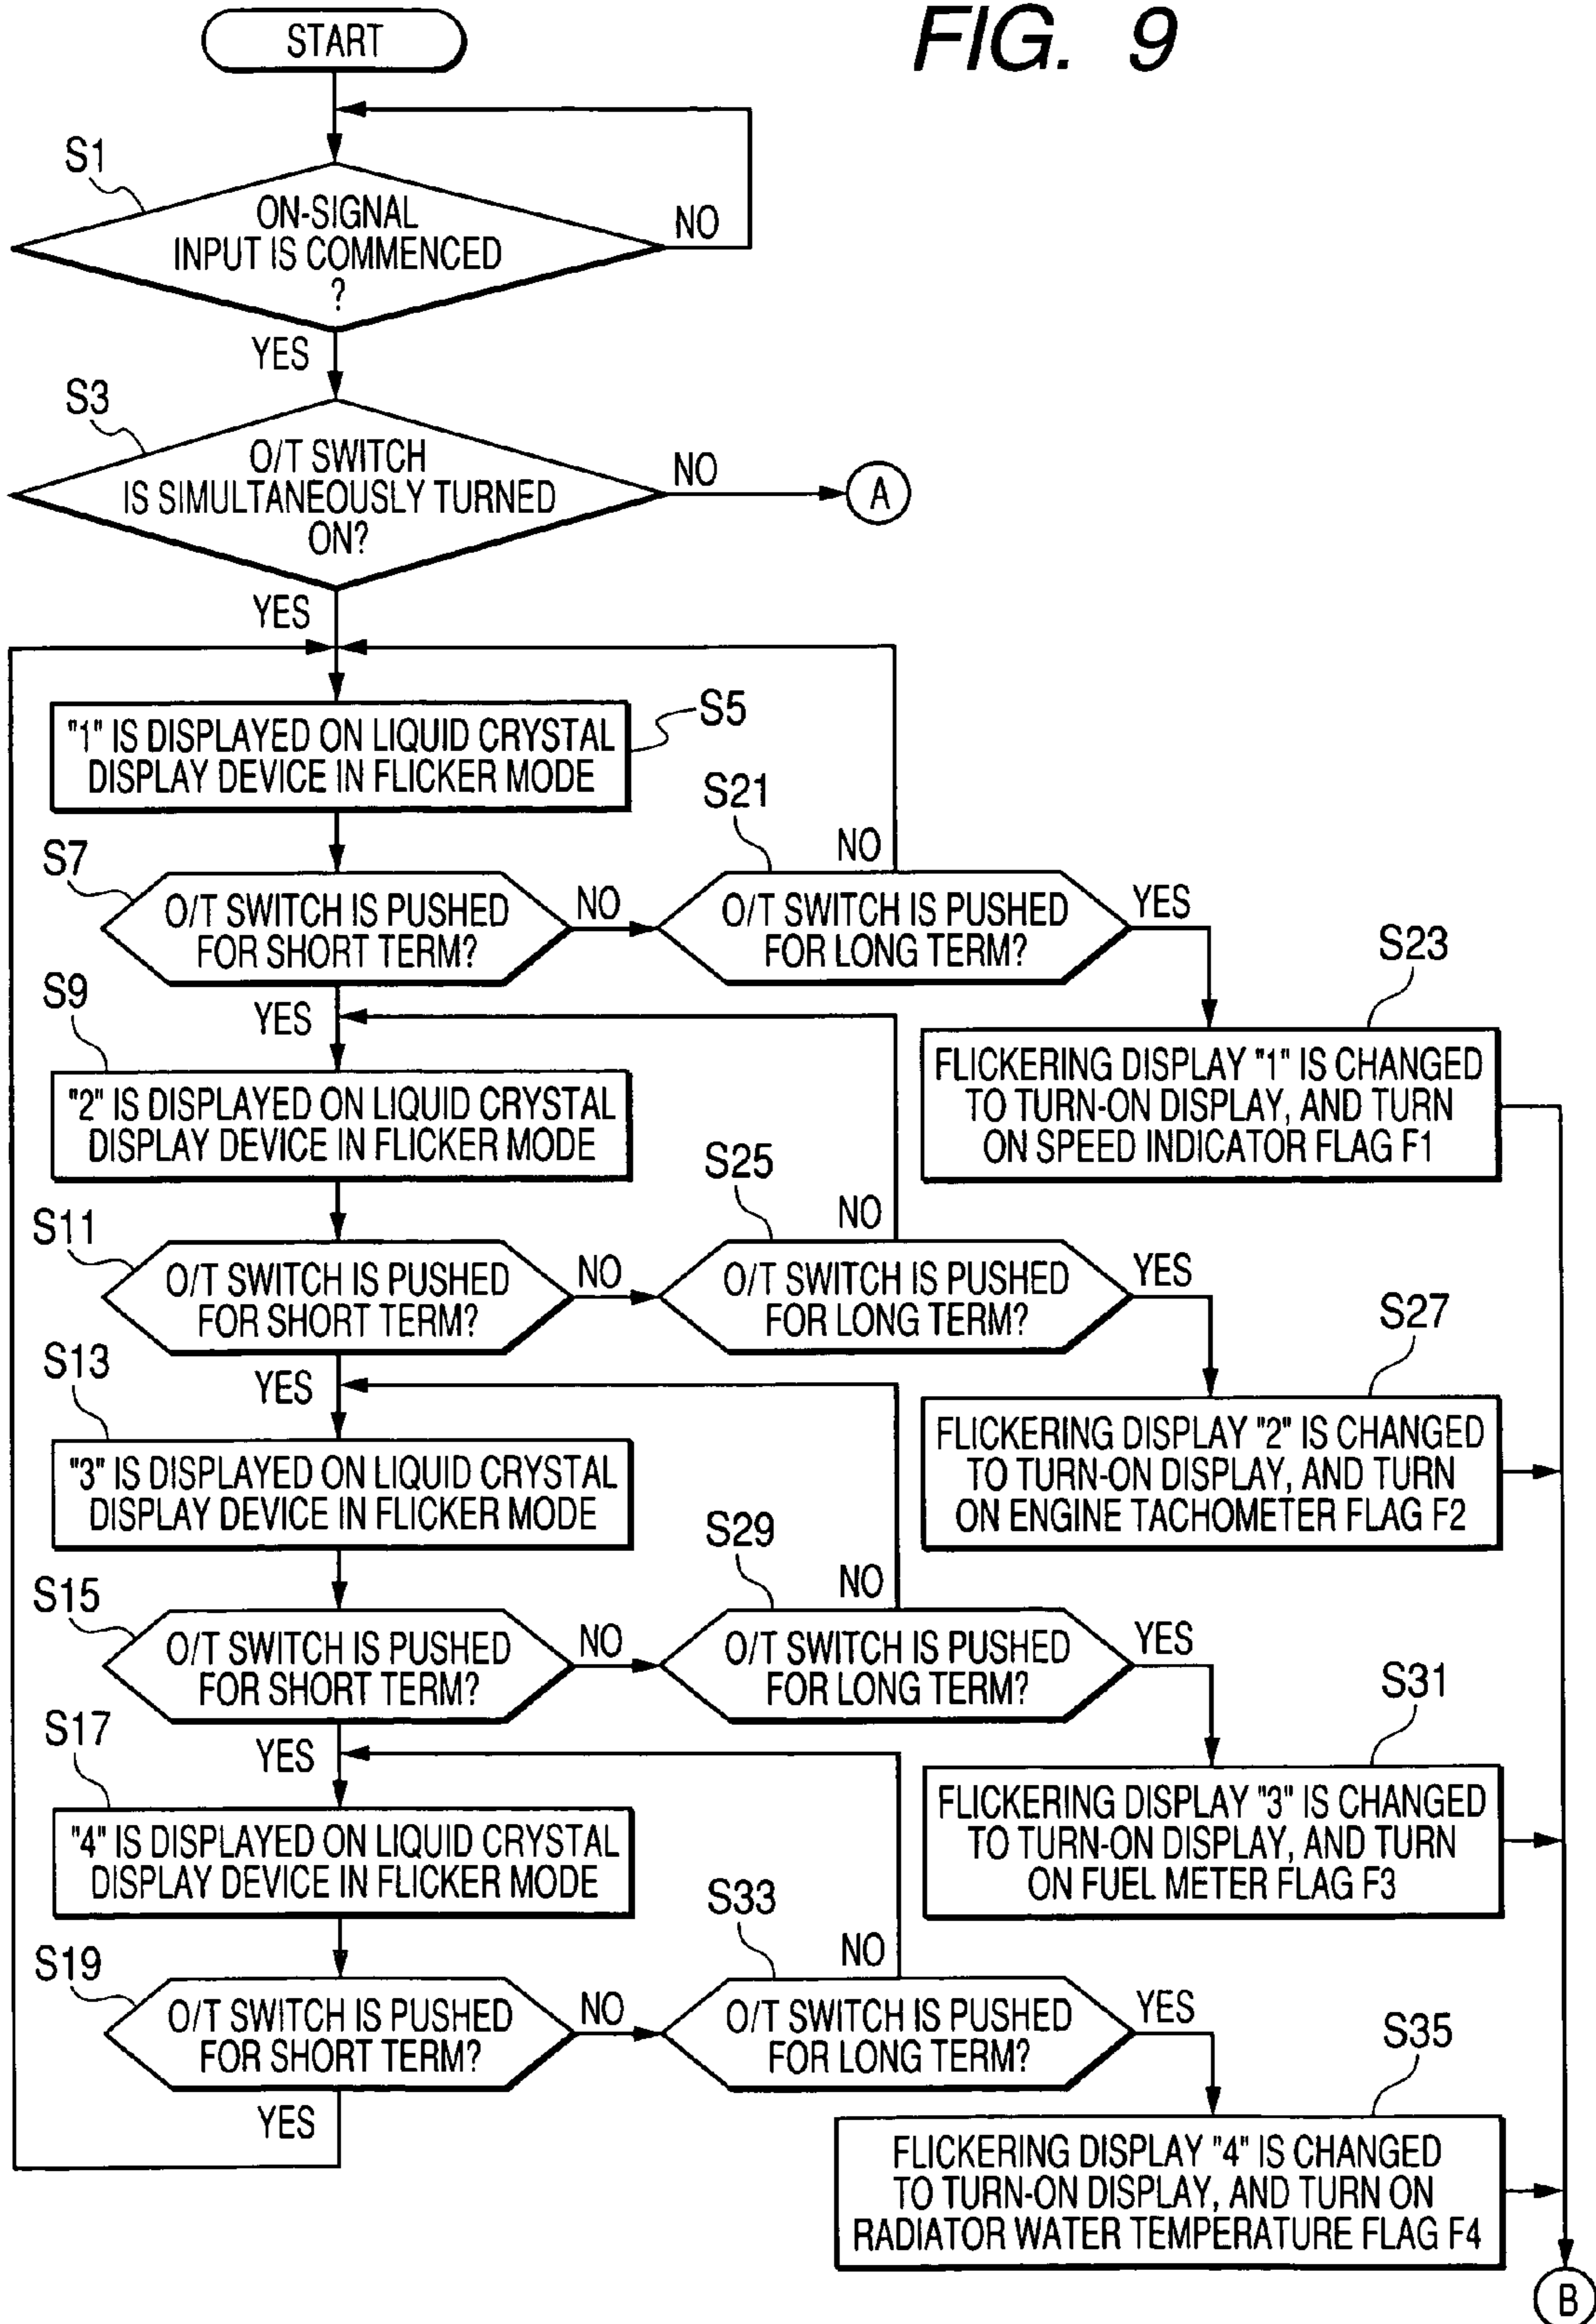 FIG. 9
START
S1
ON-SIGNAL
INPUT IS COMMENCED
?
NO
YES
S3
O/T SWITCH
IS SIMULTANEOUSLY TURNED
ON?
NO
A
YES
"1" IS DISPLAYED ON LIQUID CRYSTAL
DISPLAY DEVICE IN FLICKER MODE
S5
S7
O/T SWITCH IS PUSHED
FOR SHORT TERM?
NO
S21
NO
O/T SWITCH IS PUSHED
FOR LONG TERM?
YES
S23
FLICKERING DISPLAY "1" IS CHANGED
TO TURN-ON DISPLAY, AND TURN
ON SPEED INDICATOR FLAG F1
YES
S9
"2" IS DISPLAYED ON LIQUID CRYSTAL
DISPLAY DEVICE IN FLICKER MODE
S11
O/T SWITCH IS PUSHED
FOR SHORT TERM?
NO
S25
NO
O/T SWITCH IS PUSHED
FOR LONG TERM?
YES
S27
FLICKERING DISPLAY "2" IS CHANGED
TO TURN-ON DISPLAY, AND TURN
ON ENGINE TACHOMETER FLAG F2
YES
S13
"3" IS DISPLAYED ON LIQUID CRYSTAL
DISPLAY DEVICE IN FLICKER MODE
S15
O/T SWITCH IS PUSHED
FOR SHORT TERM?
NO
S29
NO
O/T SWITCH IS PUSHED
FOR LONG TERM?
YES
S31
FLICKERING DISPLAY "3" IS CHANGED
TO TURN-ON DISPLAY, AND TURN
ON FUEL METER FLAG F3
YES
S17
"4" IS DISPLAYED ON LIQUID CRYSTAL
DISPLAY DEVICE IN FLICKER MODE
S19
O/T SWITCH IS PUSHED
FOR SHORT TERM?
NO
S33
NO
O/T SWITCH IS PUSHED
FOR LONG TERM?
YES
S35
FLICKERING DISPLAY "4" IS CHANGED
TO TURN-ON DISPLAY, AND TURN ON
RADIATOR WATER TEMPERATURE FLAG F4
YES
B